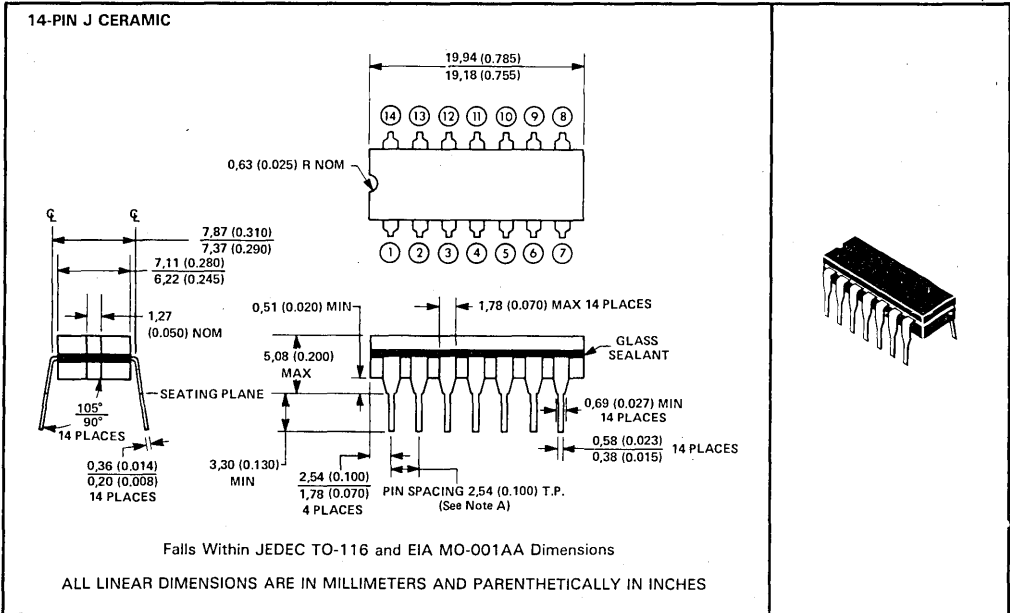 14-PIN J CERAMIC
19,94 (0.785)
19,18 (0.755)
14 13 12 11 10 9 8
0,63 (0.025) R NOM
1 2 3 4 5 6 7
℄ ℄
7,87 (0.310)
7,37 (0.290)
7,11 (0.280)
6,22 (0.245)
1,27
(0.050) NOM
0,51 (0.020) MIN
1,78 (0.070) MAX 14 PLACES
5,08 (0.200)
MAX
GLASS
SEALANT
SEATING PLANE
105°
90°
14 PLACES
0,36 (0.014)
0,20 (0.008)
14 PLACES
3,30 (0.130)
MIN
2,54 (0.100)
1,78 (0.070)
4 PLACES
PIN SPACING 2,54 (0.100) T.P.
(See Note A)
0,69 (0.027) MIN
14 PLACES
0,58 (0.023)
0,38 (0.015)
14 PLACES
Falls Within JEDEC TO-116 and EIA MO-001AA Dimensions
ALL LINEAR DIMENSIONS ARE IN MILLIMETERS AND PARENTHETICALLY IN INCHES